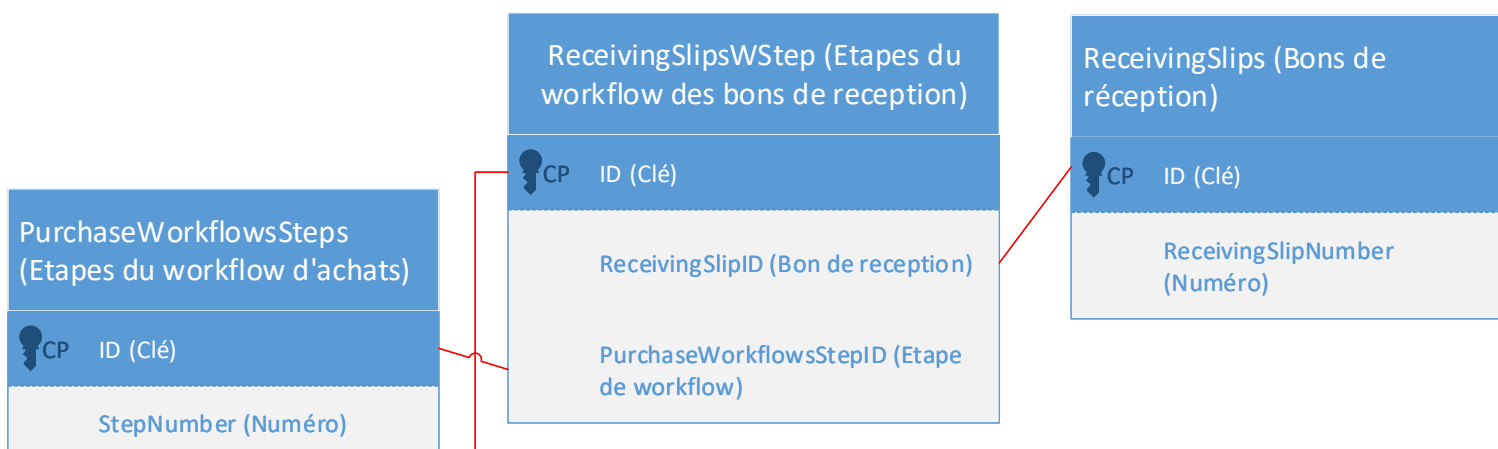 ReceivingSlipsWStep (Etapes du
workflow des bons de reception)
CP ID (Clé)
ReceivingSlipID (Bon de reception)
PurchaseWorkflowsStepID (Etape
de workflow)
ReceivingSlips (Bons de
réception)
CP ID (Clé)
ReceivingSlipNumber
(Numéro)
PurchaseWorkflowsSteps
(Etapes du workflow d'achats)
CP ID (Clé)
StepNumber (Numéro)